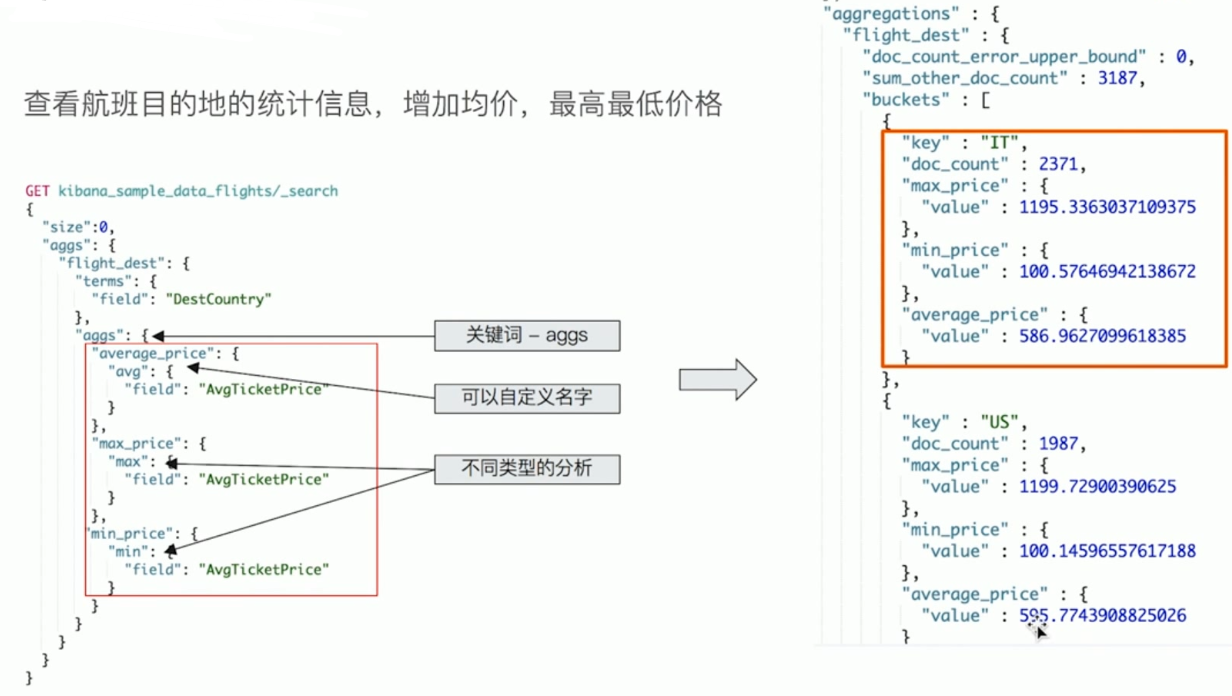 查看航班目的地的统计信息，增加均价，最高最低价格
GET kibana_sample_data_flights/_search
{
"size":0,
"aggs": {
"flight_dest": {
"terms": {
"field": "DestCountry"
},
"aggs": {
"average_price": {
"avg": {
"field": "AvgTicketPrice"
}
},
"max_price": {
"max": {
"field": "AvgTicketPrice"
}
},
"min_price": {
"min": {
"field": "AvgTicketPrice"
}
}
}
}
}
}
关键词 – aggs
可以自定义名字
不同类型的分析
"aggregations" : {
"flight_dest" : {
"doc_count_error_upper_bound" : 0,
"sum_other_doc_count" : 3187,
"buckets" : [
{
"key" : "IT",
"doc_count" : 2371,
"max_price" : {
"value" : 1195.3363037109375
},
"min_price" : {
"value" : 100.57646942138672
},
"average_price" : {
"value" : 586.9627099618385
}
},
{
"key" : "US",
"doc_count" : 1987,
"max_price" : {
"value" : 1199.72900390625
},
"min_price" : {
"value" : 100.14596557617188
},
"average_price" : {
"value" : 595.7743908825026
}